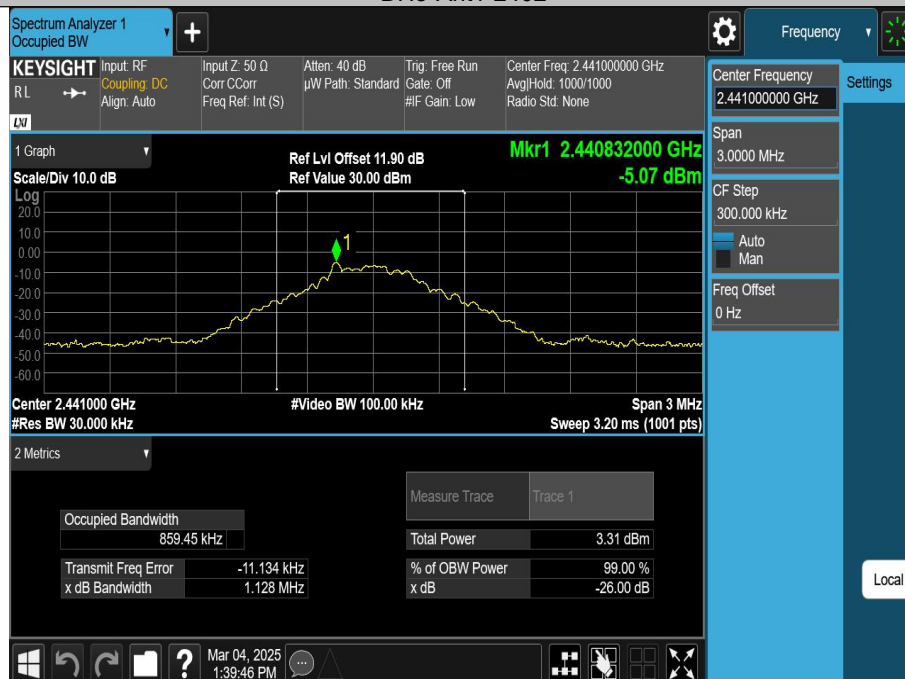 Spectrum Analyzer 1
Occupied BW
+
Frequency
KEYSIGHT
RL
LXI
Input: RF
Coupling: DC
Align: Auto
Input Z: 50 Ω
Corr CCorr
Freq Ref: Int (S)
Atten: 40 dB
µW Path: Standard
Trig: Free Run
Gate: Off
#IF Gain: Low
Center Freq: 2.441000000 GHz
Avg|Hold: 1000/1000
Radio Std: None
Center Frequency
2.441000000 GHz
Settings
Span
3.0000 MHz
CF Step
300.000 kHz
Auto
Man
Freq Offset
0 Hz
Local
1 Graph
Scale/Div 10.0 dB
Ref Lvl Offset 11.90 dB
Ref Value 30.00 dBm
Mkr1 2.440832000 GHz
-5.07 dBm
Log
20.0
10.0
0.00
-10.0
-20.0
-30.0
-40.0
-50.0
-60.0
1
Center 2.441000 GHz
#Res BW 30.000 kHz
#Video BW 100.00 kHz
Span 3 MHz
Sweep 3.20 ms (1001 pts)
2 Metrics
Measure Trace
Trace 1
Occupied Bandwidth
859.45 kHz
Total Power
3.31 dBm
Transmit Freq Error
-11.134 kHz
% of OBW Power
99.00 %
x dB Bandwidth
1.128 MHz
x dB
-26.00 dB
?
Mar 04, 2025
1:39:46 PM